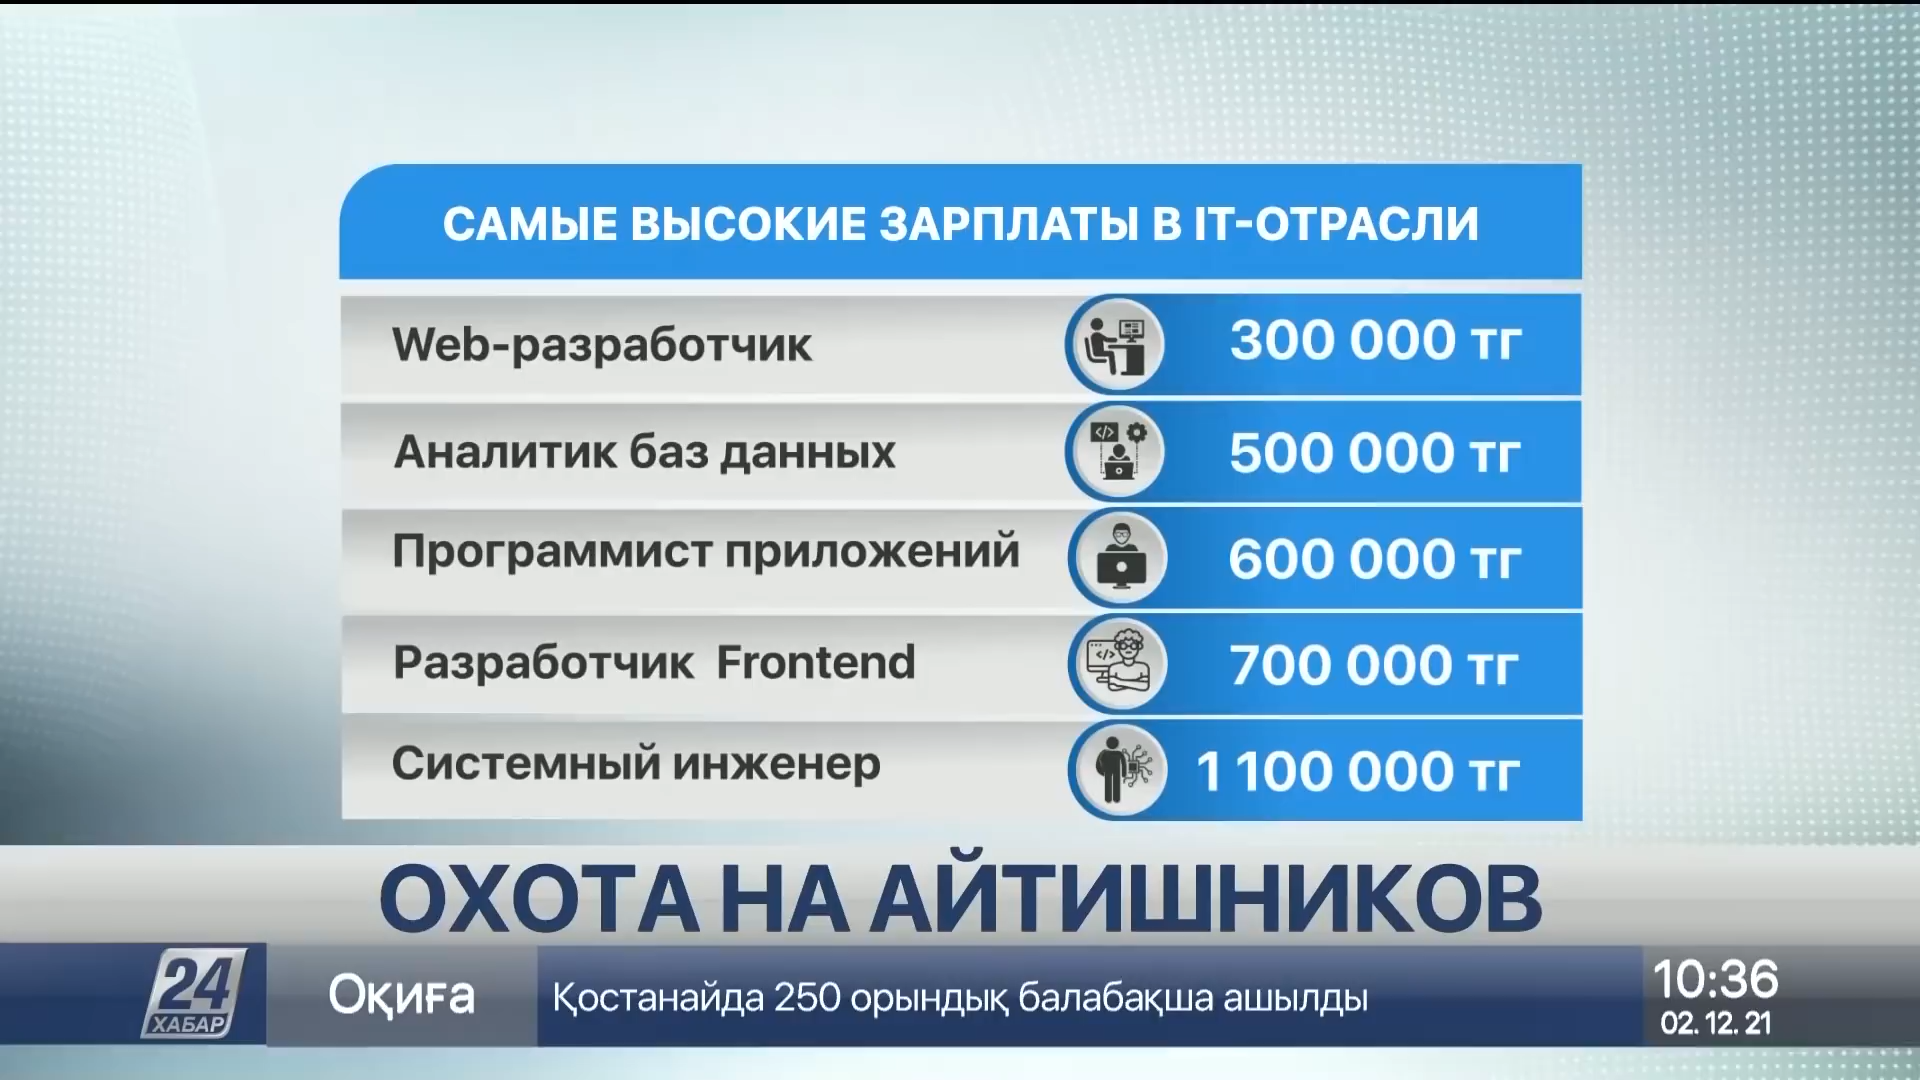 САМЫЕ ВЫСОКИЕ ЗАРПЛАТЫ В IT-ОТРАСЛИ
Web-разработчик 300 000 тг
Аналитик баз данных 500 000 тг
Программист приложений 600 000 тг
Разработчик Frontend 700 000 тг
Системный инженер 1 100 000 тг
ОХОТА НА АЙТИШНИКОВ
24 ХАБАР
Оқиға
Қостанайда 250 орындық балабақша ашылды
10:36
02. 12. 21